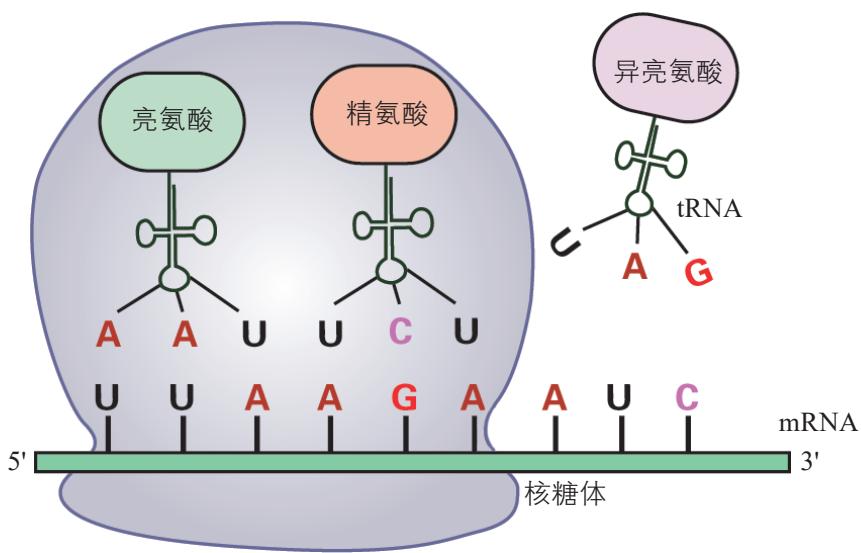 亮氨酸
精氨酸
异亮氨酸
tRNA
U A G
A A U U C U
U U A A G A A U C
mRNA
5' 3'
核糖体